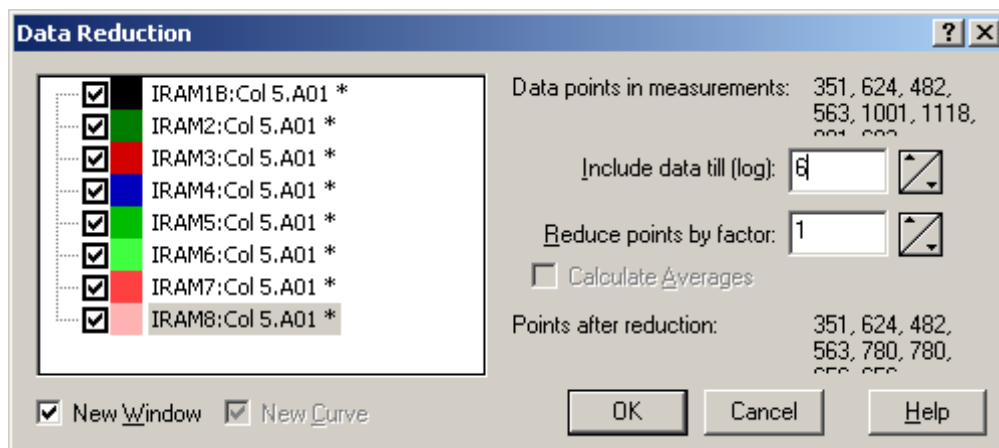 Data Reduction
IRAM1B:Col 5.A01 *
IRAM2:Col 5.A01 *
IRAM3:Col 5.A01 *
IRAM4:Col 5.A01 *
IRAM5:Col 5.A01 *
IRAM6:Col 5.A01 *
IRAM7:Col 5.A01 *
IRAM8:Col 5.A01 *
New Window
New Curve
Data points in measurements: 351, 624, 482,
563, 1001, 1118,
Include data till (log): 6
Reduce points by factor: 1
Calculate Averages
Points after reduction: 351, 624, 482,
563, 780, 780,
OK
Cancel
Help